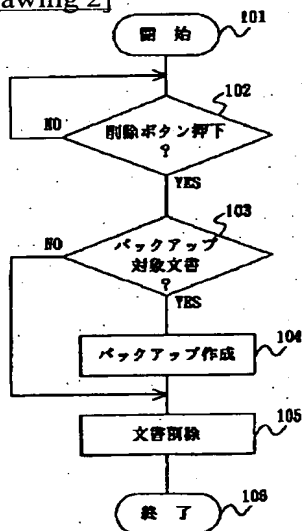 rawing 2]
開始
101
102
NO
削除ボタン押下
?
YES
103
NO
バックアップ
対象文書
?
YES
104
バックアップ作成
105
文書削除
106
終了